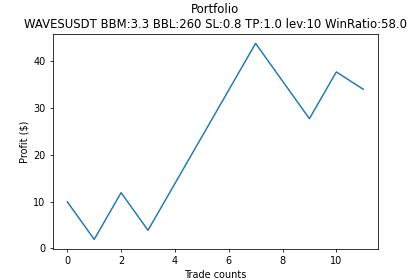 Portfolio
WAVESUSDT BBM:3.3 BBL:260 SL:0.8 TP:1.0 lev:10 WinRatio:58.0
Profit ($)
40
30
20
10
0
0
2
4
6
8
10
Trade counts